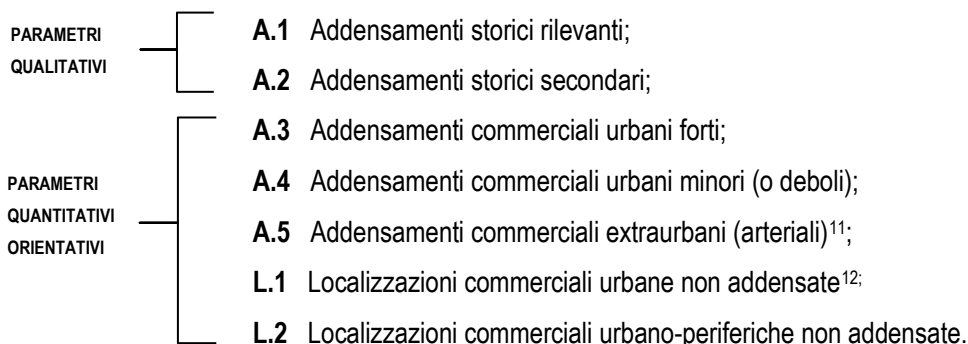 PARAMETRI
QUALITATIVI
A.1 Addensamenti storici rilevanti;
A.2 Addensamenti storici secondari;
PARAMETRI
QUANTITATIVI
ORIENTATIVI
A.3 Addensamenti commerciali urbani forti;
A.4 Addensamenti commerciali urbani minori (o deboli);
A.5 Addensamenti commerciali extraurbani (arteriali)¹¹;
L.1 Localizzazioni commerciali urbane non addensate¹²;
L.2 Localizzazioni commerciali urbano-periferiche non addensate.